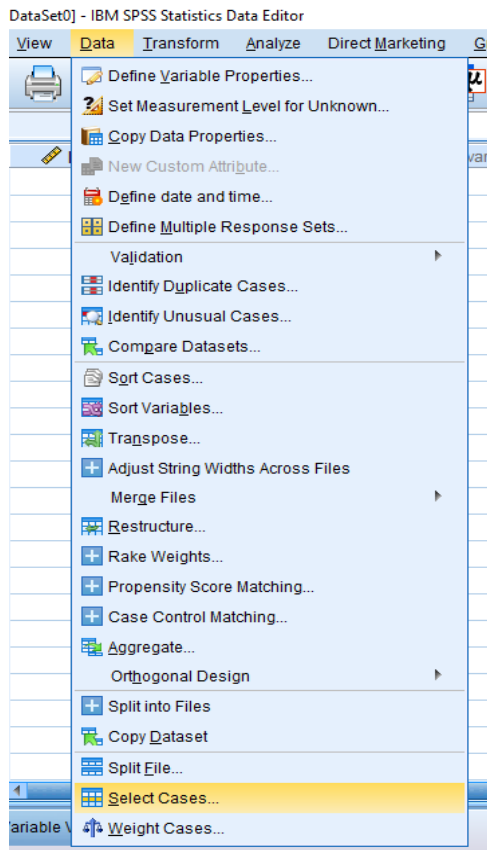 DataSet0] - IBM SPSS Statistics Data Editor
View Data Transform Analyze Direct Marketing G
Define Variable Properties...
Set Measurement Level for Unknown...
Copy Data Properties...
var
New Custom Attribute...
Define date and time...
Define Multiple Response Sets...
Validation
Identify Duplicate Cases...
Identify Unusual Cases...
Compare Datasets...
Sort Cases...
Sort Variables...
Transpose...
Adjust String Widths Across Files
Merge Files
Restructure...
Rake Weights...
Propensity Score Matching...
Case Control Matching...
Aggregate...
Orthogonal Design
Split into Files
Copy Dataset
Split File...
Select Cases...
ariable V
Weight Cases...